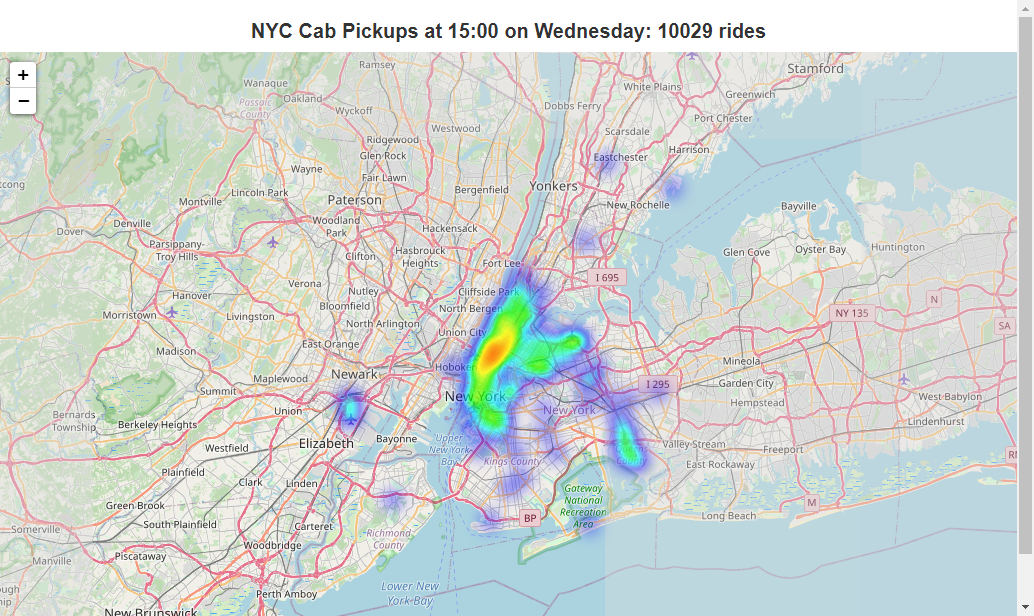 NYC Cab Pickups at 15:00 on Wednesday: 10029 rides
+
−
Ramsey
Stamford
Wanaque
White Plains
Greenwich
Passaic
County
Oakland
Wyckoff
Dobbs Ferry
Port Chester
Westwood
Scarsdale
Ridgewood
Glen Rock
Eastchester
Harrison
Wayne
Fair Lawn
Lincoln Park
Bergenfield
Yonkers
Montville
Paterson
New Rochelle
Bayville
Denville
Dover
Woodland
Park
Hackensack
Parsippany-
Troy Hills
Clifton
Hasbrouck
Heights
Fort Lee
Glen Cove
Oyster Bay
Huntington
I 695
Verona
Nutley
Cliffside Park
Hanover
Bloomfield
North Bergen
N
Morristown
Livingston
North Arlington
Union City
NY 135
SA
East Orange
Madison
Mineola
Hoboken
Maplewood
Newark
I 295
Garden City
Summit
New York
Hempstead
West Babylon
Union
New York
Bernards
Township
Berkeley Heights
Elizabeth
Bayonne
Upper
New York
Bay
Lindenhurst
Westfield
Valley Stream
Freeport
Kings County
East Rockaway
Plainfield
Clark
Linden
Gateway
National
Recreation
Area
Green Brook
M
South Plainfield
Carteret
BP
Long Beach
Somerville
Richmond
County
Woodbridge
Piscataway
Manville
Lower New
York Bay
Perth Amboy
New Brunswick